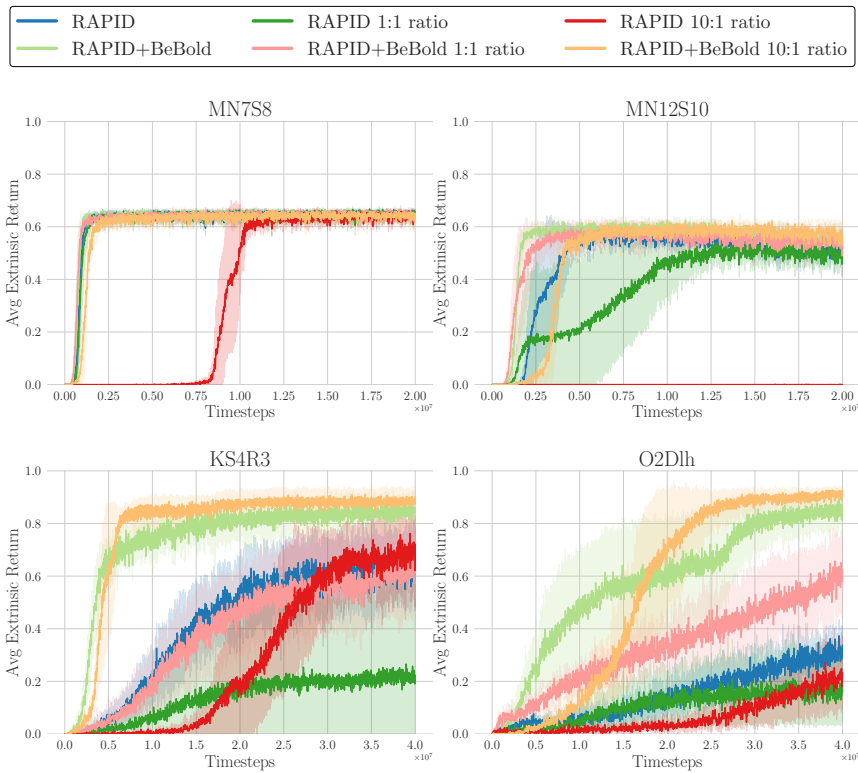 RAPID RAPID 1:1 ratio RAPID 10:1 ratio
RAPID+BeBold RAPID+BeBold 1:1 ratio RAPID+BeBold 10:1 ratio
MN7S8
Avg Extrinsic Return
1.0
0.8
0.6
0.4
0.2
0.0
0.00 0.25 0.50 0.75 1.00 1.25 1.50 1.75 2.00
Timesteps
×10⁷
MN12S10
Avg Extrinsic Return
1.0
0.8
0.6
0.4
0.2
0.0
0.00 0.25 0.50 0.75 1.00 1.25 1.50 1.75 2.00
Timesteps
×10⁷
KS4R3
Avg Extrinsic Return
1.0
0.8
0.6
0.4
0.2
0.0
0.0 0.5 1.0 1.5 2.0 2.5 3.0 3.5 4.0
Timesteps
×10⁷
O2Dlh
Avg Extrinsic Return
1.0
0.8
0.6
0.4
0.2
0.0
0.0 0.5 1.0 1.5 2.0 2.5 3.0 3.5 4.0
Timesteps
×10⁷